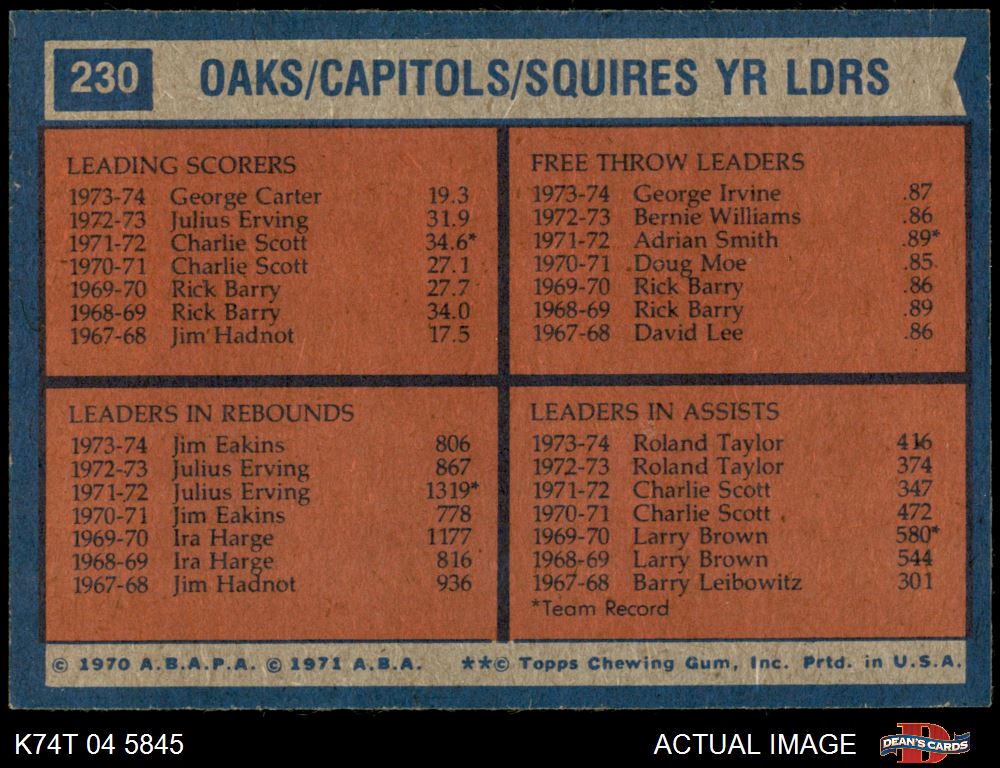 230 OAKS/CAPITOLS/SQUIRES YR LDRS
LEADING SCORERS
1973-74 George Carter 19.3
1972-73 Julius Erving 31.9
1971-72 Charlie Scott 34.6*
1970-71 Charlie Scott 27.1
1969-70 Rick Barry 27.7
1968-69 Rick Barry 34.0
1967-68 Jim Hadnot 17.5
FREE THROW LEADERS
1973-74 George Irvine .87
1972-73 Bernie Williams .86
1971-72 Adrian Smith .89*
1970-71 Doug Moe .85
1969-70 Rick Barry .86
1968-69 Rick Barry .89
1967-68 David Lee .86
LEADERS IN REBOUNDS
1973-74 Jim Eakins 806
1972-73 Julius Erving 867
1971-72 Julius Erving 1319*
1970-71 Jim Eakins 778
1969-70 Ira Harge 1177
1968-69 Ira Harge 816
1967-68 Jim Hadnot 936
LEADERS IN ASSISTS
1973-74 Roland Taylor 416
1972-73 Roland Taylor 374
1971-72 Charlie Scott 347
1970-71 Charlie Scott 472
1969-70 Larry Brown 580*
1968-69 Larry Brown 544
1967-68 Barry Leibowitz 301
*Team Record
© 1970 A.B.A.P.A. © 1971 A.B.A. **© Topps Chewing Gum, Inc. Prtd. in U.S.A.
K74T 04 5845 ACTUAL IMAGE DEAN'S CARDS